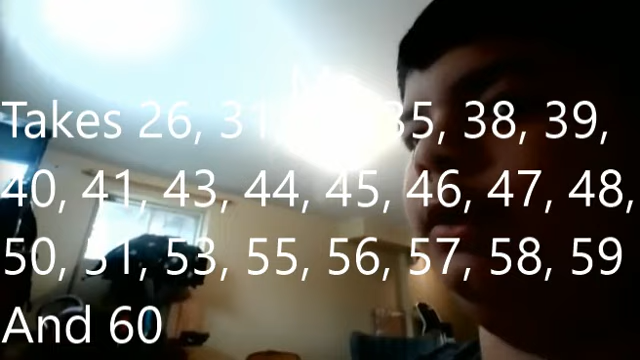 Takes 26, 31, 35, 38, 39,
40, 41, 43, 44, 45, 46, 47, 48,
50, 51, 53, 55, 56, 57, 58, 59
And 60